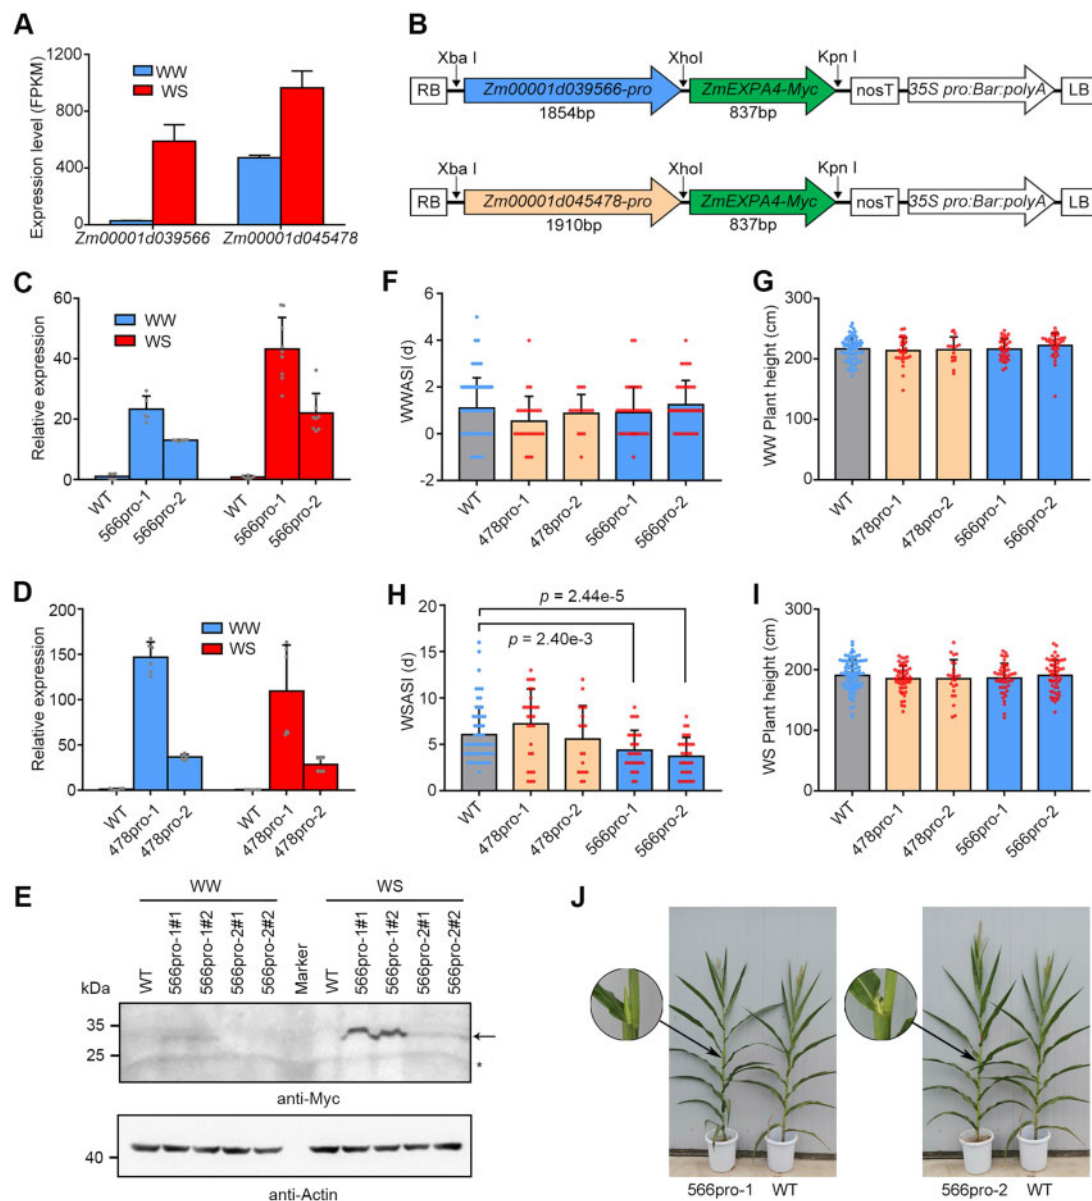 A
Expression level (FPKM)
1200
800
400
0
WW
WS
Zm00001d039566
Zm00001d045478
B
Xba I
XhoI
Kpn I
RB
Zm00001d039566-pro
ZmEXPA4-Myc
nosT
35S pro:Bar:polyA
LB
1854bp
837bp
Xba I
XhoI
Kpn I
RB
Zm00001d045478-pro
ZmEXPA4-Myc
nosT
35S pro:Bar:polyA
LB
1910bp
837bp
C
Relative expression
60
40
20
0
WW
WS
WT
566pro-1
566pro-2
WT
566pro-1
566pro-2
F
WWASI (d)
6
4
2
0
-2
WT
478pro-1
478pro-2
566pro-1
566pro-2
G
WW Plant height (cm)
300
200
100
0
WT
478pro-1
478pro-2
566pro-1
566pro-2
D
Relative expression
200
150
100
50
0
WW
WS
WT
478pro-1
478pro-2
WT
478pro-1
478pro-2
H
WSASI (d)
20
15
10
5
0
p = 2.44e-5
p = 2.40e-3
WT
478pro-1
478pro-2
566pro-1
566pro-2
I
WS Plant height (cm)
300
200
100
0
WT
478pro-1
478pro-2
566pro-1
566pro-2
E
WW
WS
WT
566pro-1#1
566pro-1#2
566pro-2#1
566pro-2#2
Marker
WT
566pro-1#1
566pro-1#2
566pro-2#1
566pro-2#2
kDa
35
25
*
anti-Myc
40
anti-Actin
J
566pro-1 WT
566pro-2 WT